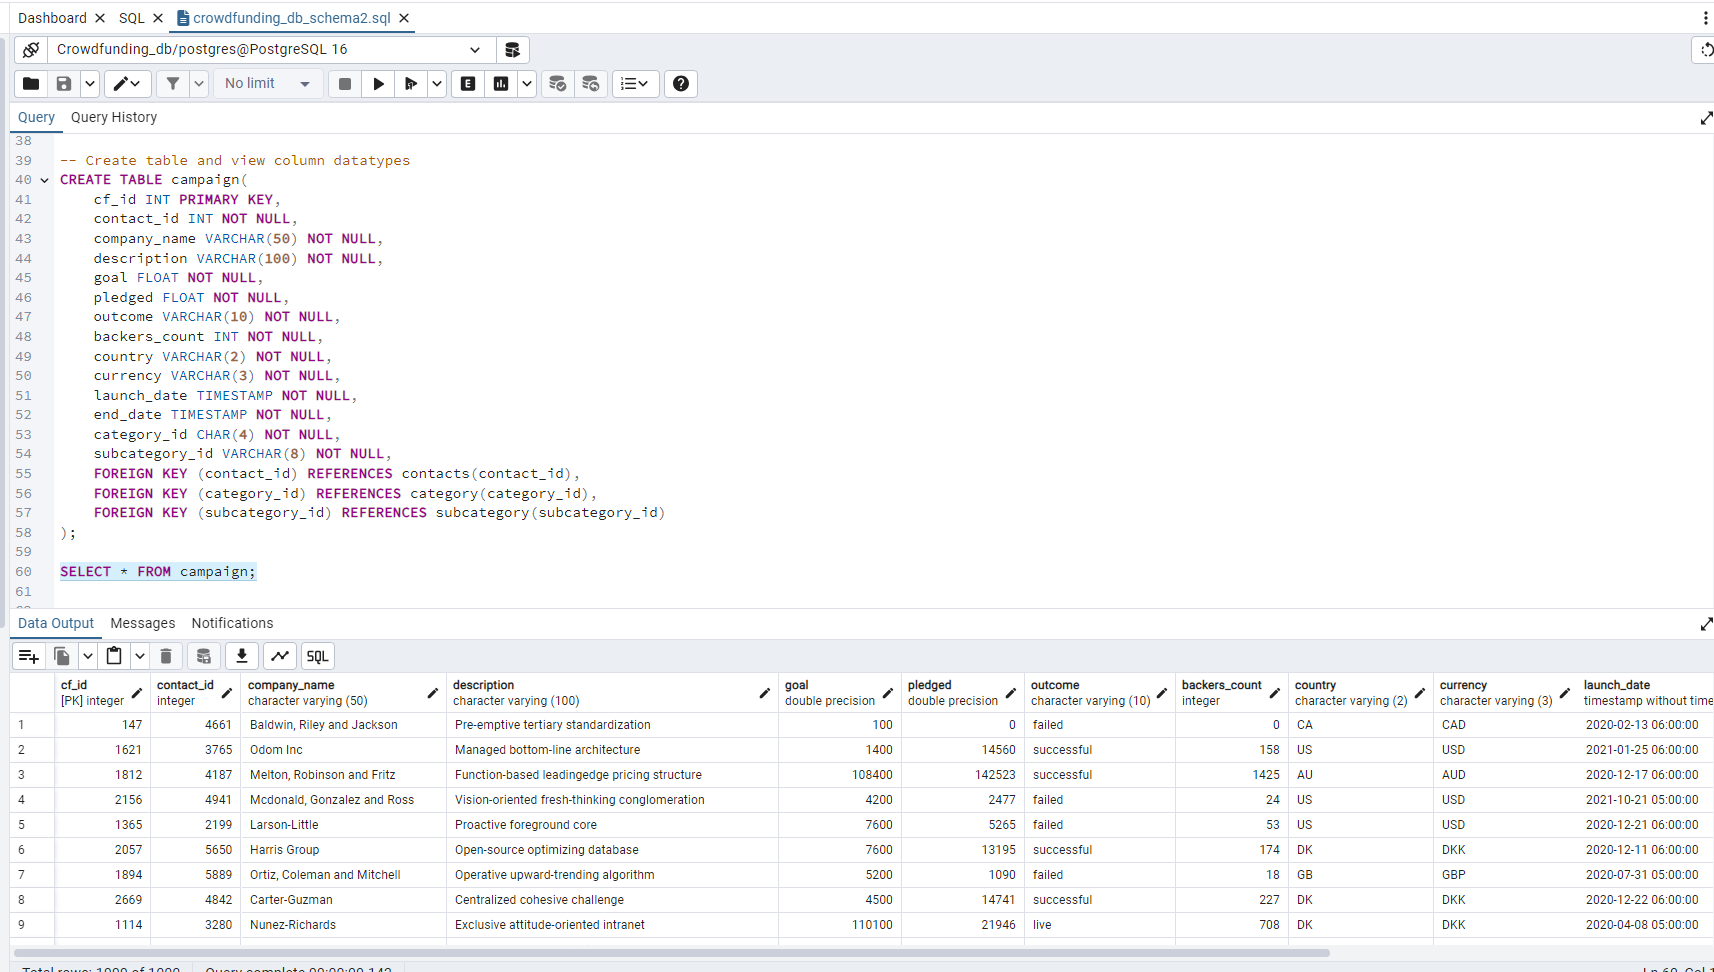 Dashboard SQL crowdfunding_db_schema2.sql
Crowdfunding_db/postgres@PostgreSQL 16
No limit E SQL
Query Query History
38
39 -- Create table and view column datatypes
40 CREATE TABLE campaign(
41 cf_id INT PRIMARY KEY,
42 contact_id INT NOT NULL,
43 company_name VARCHAR(50) NOT NULL,
44 description VARCHAR(100) NOT NULL,
45 goal FLOAT NOT NULL,
46 pledged FLOAT NOT NULL,
47 outcome VARCHAR(10) NOT NULL,
48 backers_count INT NOT NULL,
49 country VARCHAR(2) NOT NULL,
50 currency VARCHAR(3) NOT NULL,
51 launch_date TIMESTAMP NOT NULL,
52 end_date TIMESTAMP NOT NULL,
53 category_id CHAR(4) NOT NULL,
54 subcategory_id VARCHAR(8) NOT NULL,
55 FOREIGN KEY (contact_id) REFERENCES contacts(contact_id),
56 FOREIGN KEY (category_id) REFERENCES category(category_id),
57 FOREIGN KEY (subcategory_id) REFERENCES subcategory(subcategory_id)
58 );
59
60 SELECT * FROM campaign;
61
Data Output Messages Notifications
SQL
cf_id contact_id company_name description goal pledged outcome backers_count country currency launch_date
[PK] integer integer character varying (50) character varying (100) double precision double precision character varying (10) integer character varying (2) character varying (3) timestamp without time
1 147 4661 Baldwin, Riley and Jackson Pre-emptive tertiary standardization 100 0 failed 0 CA CAD 2020-02-13 06:00:00
2 1621 3765 Odom Inc Managed bottom-line architecture 1400 14560 successful 158 US USD 2021-01-25 06:00:00
3 1812 4187 Melton, Robinson and Fritz Function-based leadingedge pricing structure 108400 142523 successful 1425 AU AUD 2020-12-17 06:00:00
4 2156 4941 Mcdonald, Gonzalez and Ross Vision-oriented fresh-thinking conglomeration 4200 2477 failed 24 US USD 2021-10-21 05:00:00
5 1365 2199 Larson-Little Proactive foreground core 7600 5265 failed 53 US USD 2020-12-21 06:00:00
6 2057 5650 Harris Group Open-source optimizing database 7600 13195 successful 174 DK DKK 2020-12-11 06:00:00
7 1894 5889 Ortiz, Coleman and Mitchell Operative upward-trending algorithm 5200 1090 failed 18 GB GBP 2020-07-31 05:00:00
8 2669 4842 Carter-Guzman Centralized cohesive challenge 4500 14741 successful 227 DK DKK 2020-12-22 06:00:00
9 1114 3280 Nunez-Richards Exclusive attitude-oriented intranet 110100 21946 live 708 DK DKK 2020-04-08 05:00:00